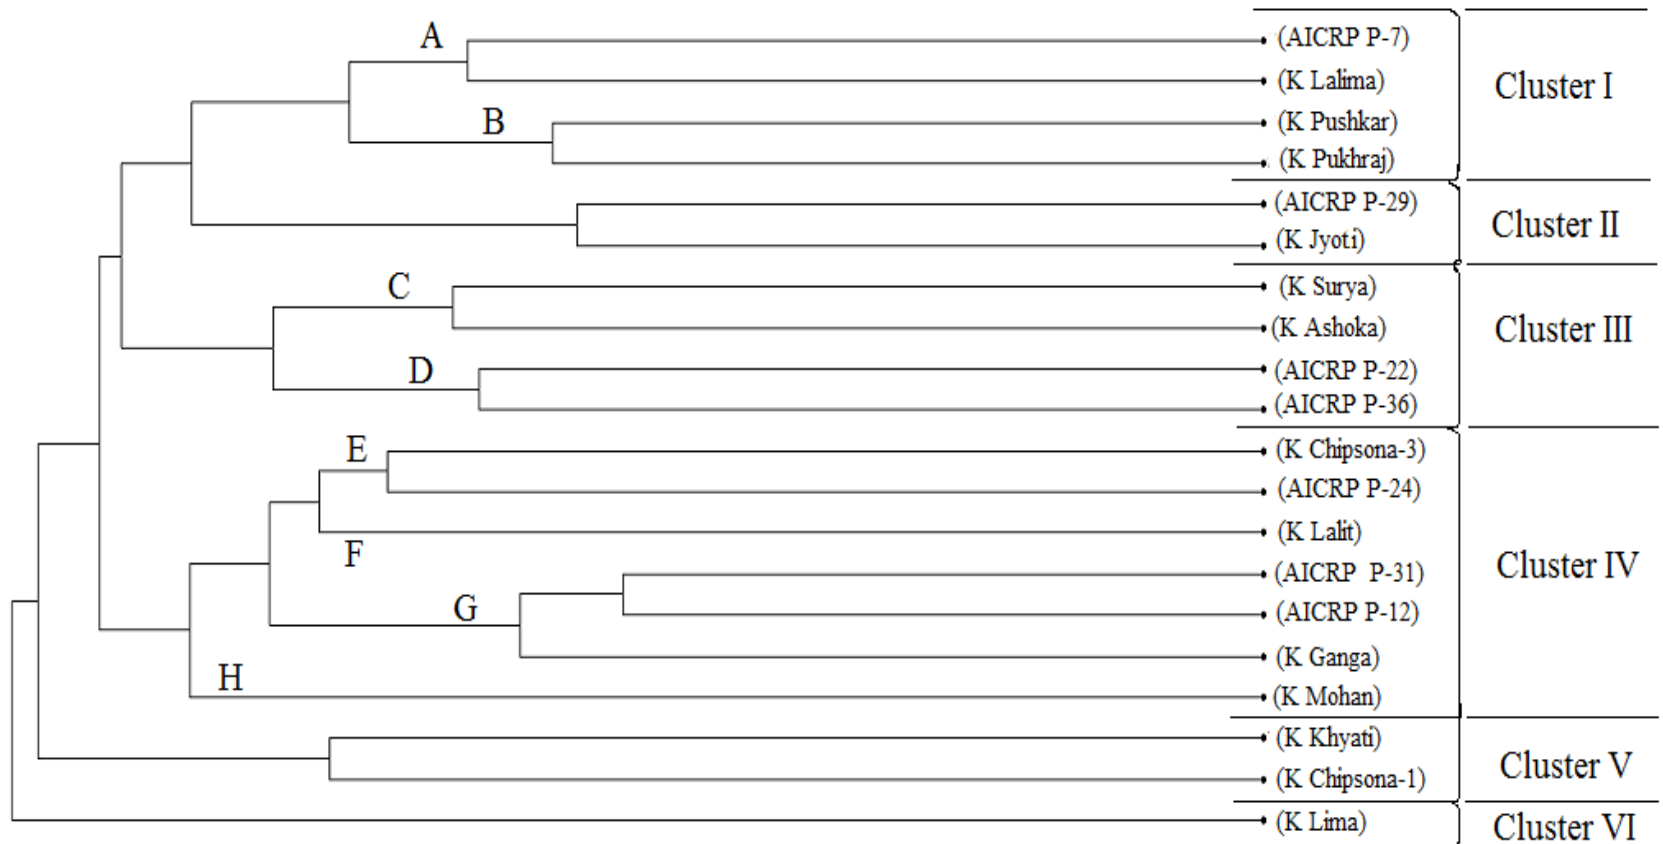 A
(AICRP P-7)
(K Lalima)
Cluster I
B
(K Pushkar)
(K Pukhraj)
(AICRP P-29)
Cluster II
(K Jyoti)
C
(K Surya)
(K Ashoka)
Cluster III
D
(AICRP P-22)
(AICRP P-36)
E
(K Chipsona-3)
(AICRP P-24)
(K Lalit)
F
Cluster IV
(AICRP P-31)
G
(AICRP P-12)
(K Ganga)
H
(K Mohan)
(K Khyati)
Cluster V
(K Chipsona-1)
(K Lima)
Cluster VI